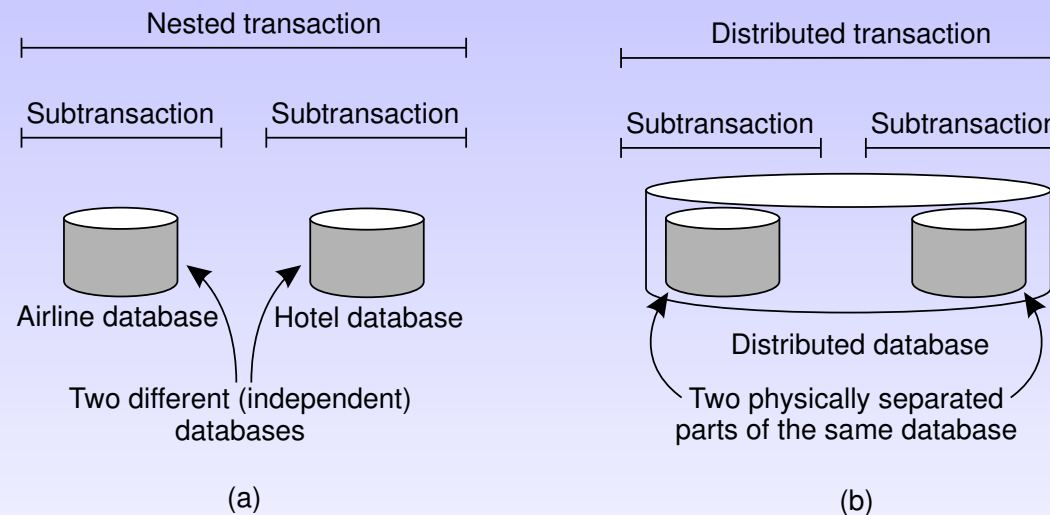 Nested transaction
Subtransaction
Subtransaction
Airline database
Hotel database
Two different (independent)
databases
(a)
Distributed transaction
Subtransaction
Subtransaction
Distributed database
Two physically separated
parts of the same database
(b)